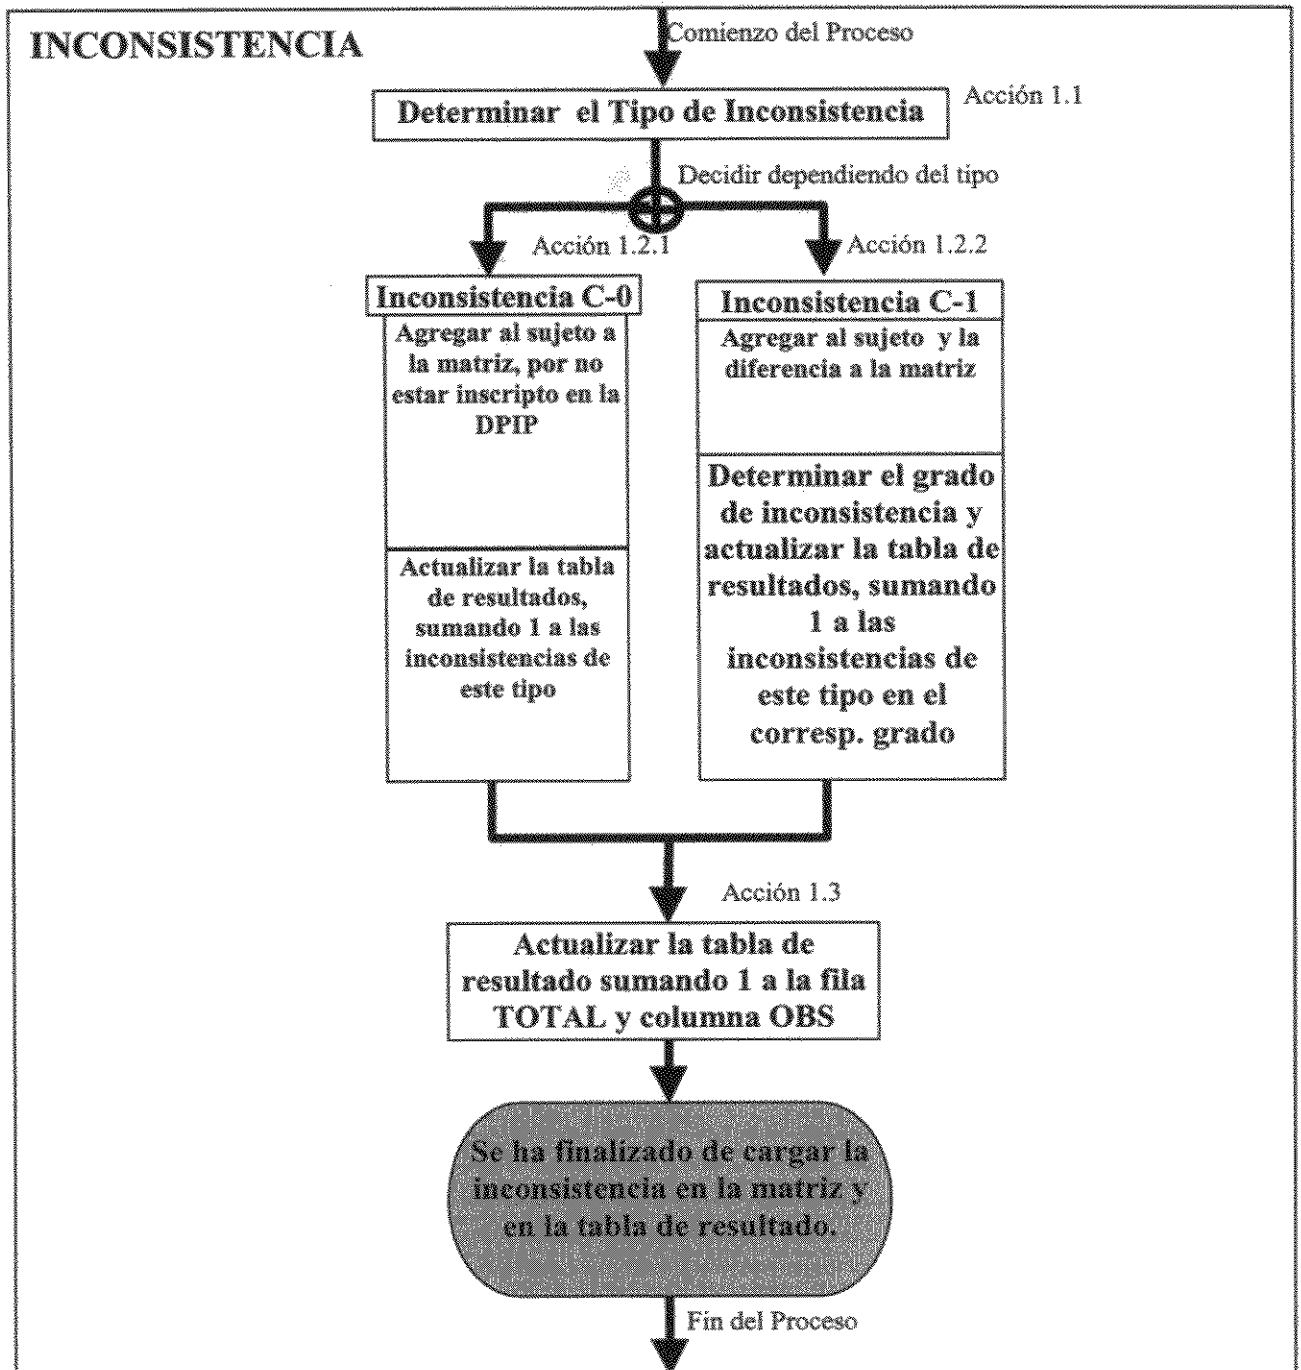 INCONSISTENCIA
Comienzo del Proceso
Determinar el Tipo de Inconsistencia
Acción 1.1
Decidir dependiendo del tipo
Acción 1.2.1
Acción 1.2.2
Inconsistencia C-0
Agregar al sujeto a
la matriz, por no
estar inscripto en la
DPIP
Actualizar la tabla
de resultados,
sumando 1 a las
inconsistencias de
este tipo
Inconsistencia C-1
Agregar al sujeto y la
diferencia a la matriz
Determinar el grado
de inconsistencia y
actualizar la tabla de
resultados, sumando
1 a las
inconsistencias de
este tipo en el
corresp. grado
Acción 1.3
Actualizar la tabla de
resultado sumando 1 a la fila
TOTAL y columna OBS
Se ha finalizado de cargar la
inconsistencia en la matriz y
en la tabla de resultado.
Fin del Proceso